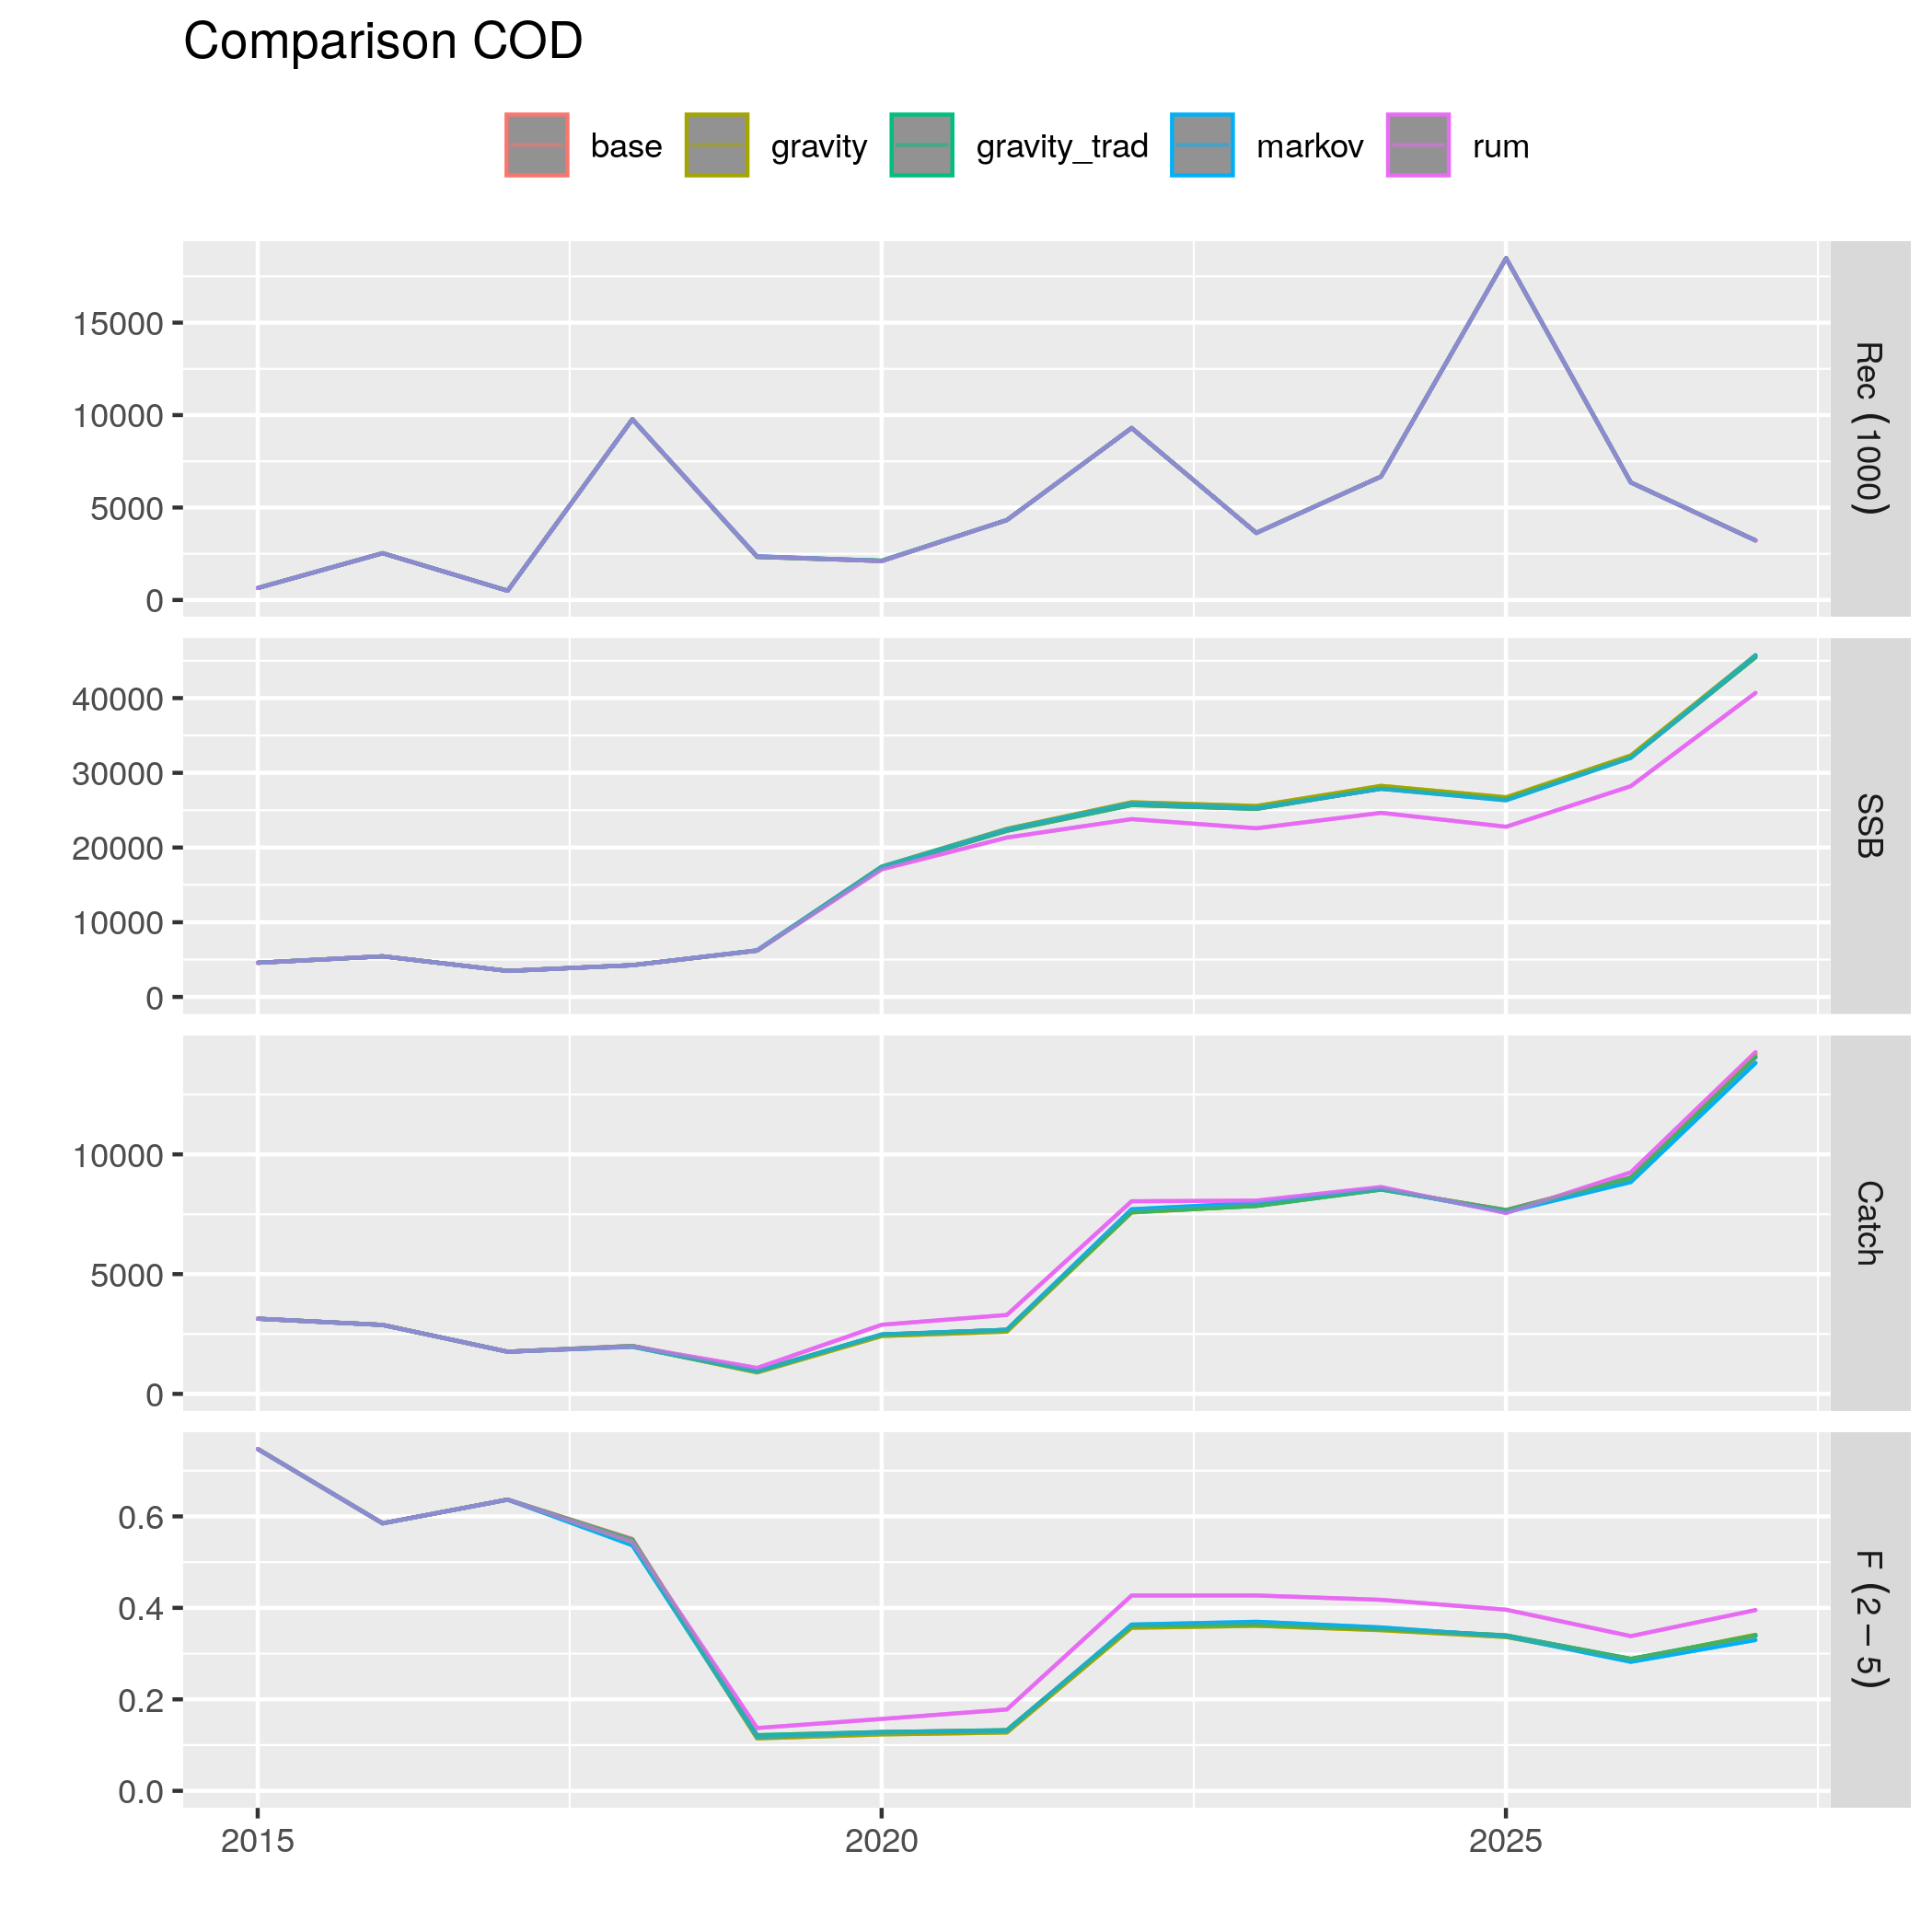 Comparison COD
base gravity gravity_trad markov rum
15000
10000
5000
0
Rec (1000)
40000
30000
20000
10000
0
SSB
10000
5000
0
Catch
0.6
0.4
0.2
0.0
F (2 − 5)
2015 2020 2025